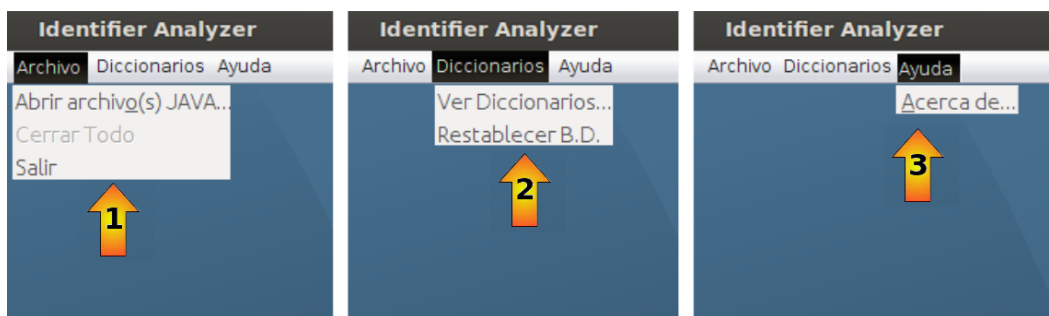 Identifier Analyzer
Archivo Diccionarios Ayuda
Abrir archivo(s) JAVA...
Cerrar Todo
Salir
1
Identifier Analyzer
Archivo Diccionarios Ayuda
Ver Diccionarios...
Restablecer B.D.
2
Identifier Analyzer
Archivo Diccionarios Ayuda
Acerca de...
3